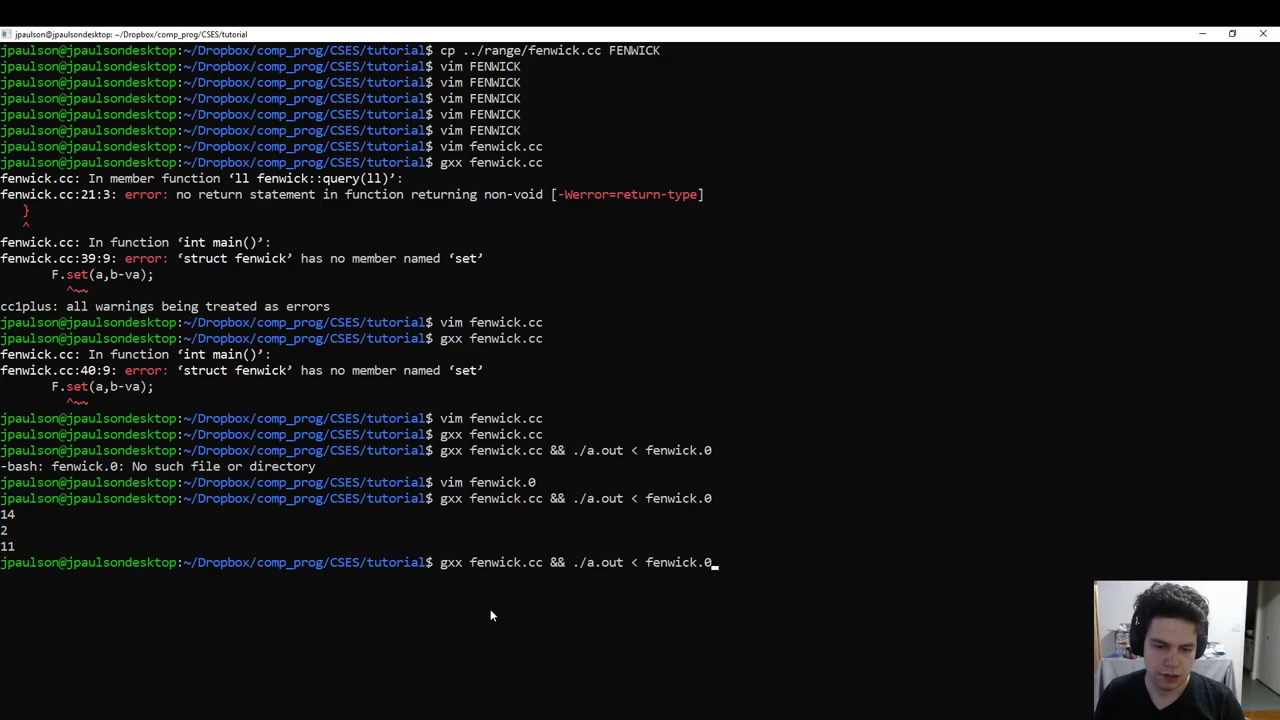 jpaulson@jpaulsondesktop: ~/Dropbox/comp_prog/CSES/tutorial
jpaulson@jpaulsondesktop:~/Dropbox/comp_prog/CSES/tutorial$ cp ../range/fenwick.cc FENWICK
jpaulson@jpaulsondesktop:~/Dropbox/comp_prog/CSES/tutorial$ vim FENWICK
jpaulson@jpaulsondesktop:~/Dropbox/comp_prog/CSES/tutorial$ vim FENWICK
jpaulson@jpaulsondesktop:~/Dropbox/comp_prog/CSES/tutorial$ vim FENWICK
jpaulson@jpaulsondesktop:~/Dropbox/comp_prog/CSES/tutorial$ vim FENWICK
jpaulson@jpaulsondesktop:~/Dropbox/comp_prog/CSES/tutorial$ vim FENWICK
jpaulson@jpaulsondesktop:~/Dropbox/comp_prog/CSES/tutorial$ vim fenwick.cc
jpaulson@jpaulsondesktop:~/Dropbox/comp_prog/CSES/tutorial$ gxx fenwick.cc
fenwick.cc: In member function ‘ll fenwick::query(ll)’:
fenwick.cc:21:3: error: no return statement in function returning non-void [-Werror=return-type]
}
^
fenwick.cc: In function ‘int main()’:
fenwick.cc:39:9: error: ‘struct fenwick’ has no member named ‘set’
F.set(a,b-va);
^~~
cc1plus: all warnings being treated as errors
jpaulson@jpaulsondesktop:~/Dropbox/comp_prog/CSES/tutorial$ vim fenwick.cc
jpaulson@jpaulsondesktop:~/Dropbox/comp_prog/CSES/tutorial$ gxx fenwick.cc
fenwick.cc: In function ‘int main()’:
fenwick.cc:40:9: error: ‘struct fenwick’ has no member named ‘set’
F.set(a,b-va);
^~~
jpaulson@jpaulsondesktop:~/Dropbox/comp_prog/CSES/tutorial$ vim fenwick.cc
jpaulson@jpaulsondesktop:~/Dropbox/comp_prog/CSES/tutorial$ gxx fenwick.cc
jpaulson@jpaulsondesktop:~/Dropbox/comp_prog/CSES/tutorial$ gxx fenwick.cc && ./a.out < fenwick.0
-bash: fenwick.0: No such file or directory
jpaulson@jpaulsondesktop:~/Dropbox/comp_prog/CSES/tutorial$ vim fenwick.0
jpaulson@jpaulsondesktop:~/Dropbox/comp_prog/CSES/tutorial$ gxx fenwick.cc && ./a.out < fenwick.0
14
2
11
jpaulson@jpaulsondesktop:~/Dropbox/comp_prog/CSES/tutorial$ gxx fenwick.cc && ./a.out < fenwick.0